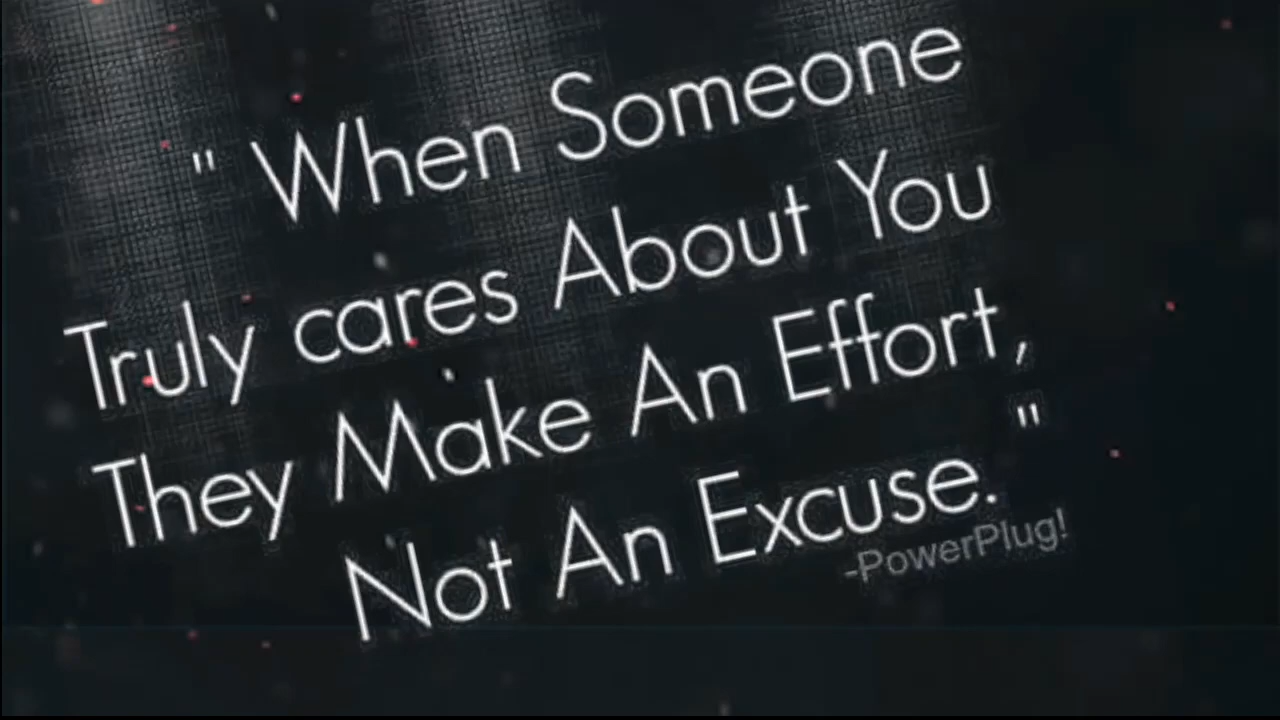 " When Someone
Truly cares About You
They Make An Effort,
Not An Excuse. "
-PowerPlug!